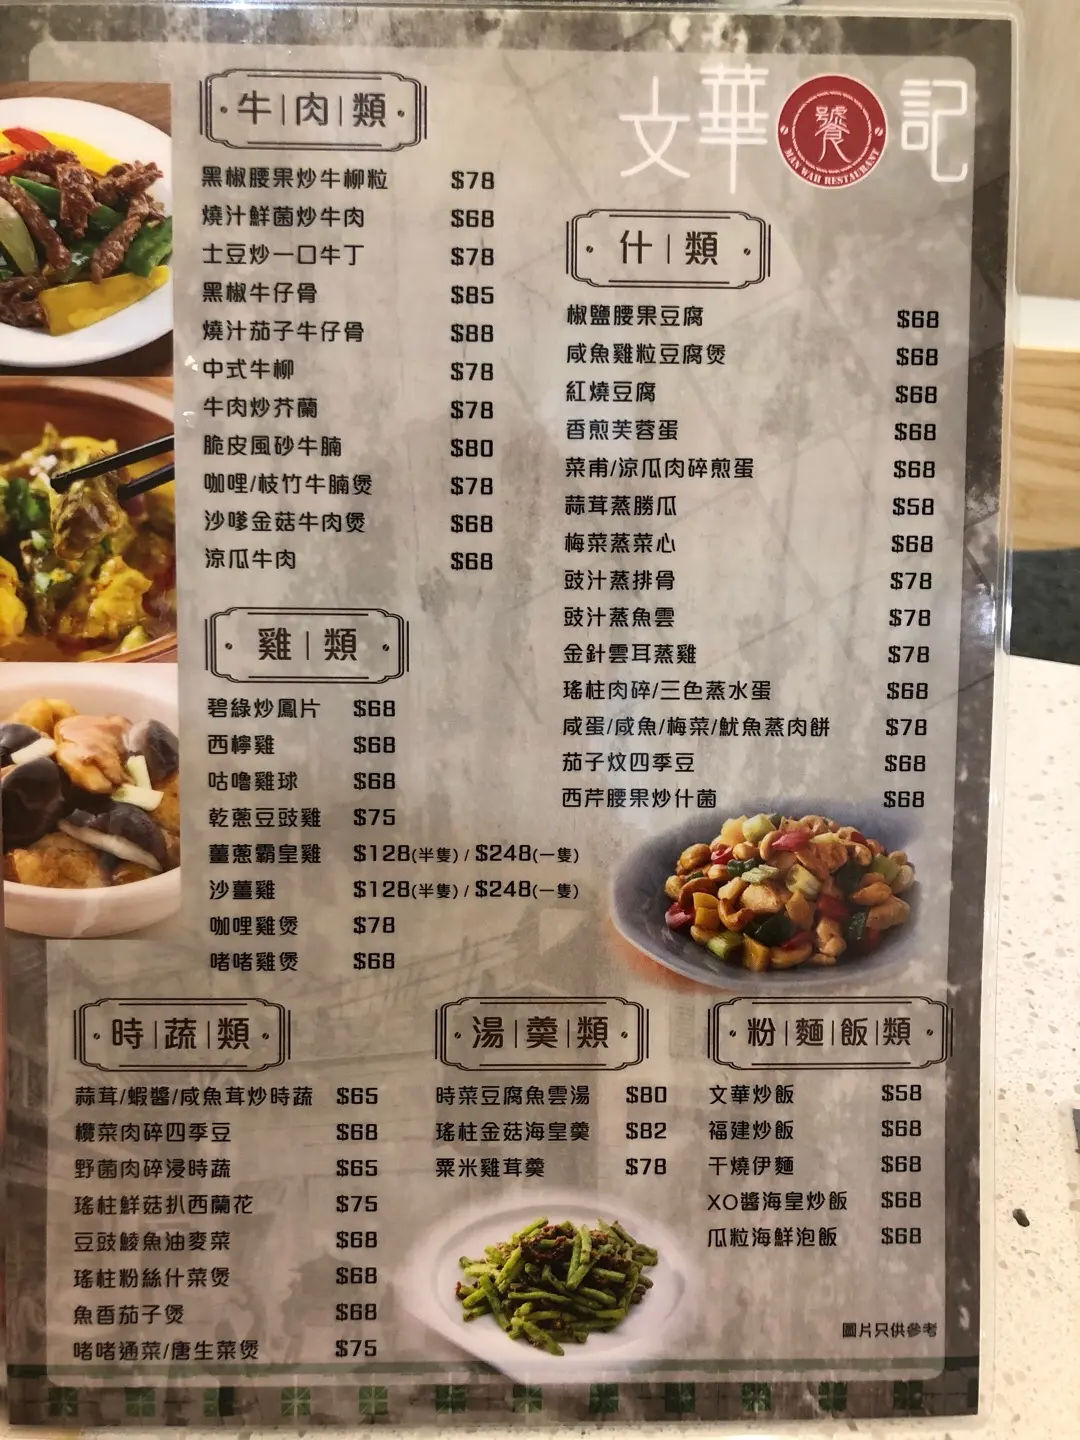 文華饗記
MAN WAH RESTAURANT
牛|肉|類
黑椒腰果炒牛柳粒 $78
燒汁鮮菌炒牛肉 $68
士豆炒一口牛丁 $78
黑椒牛仔骨 $85
燒汁茄子牛仔骨 $88
中式牛柳 $78
牛肉炒芥蘭 $78
脆皮風砂牛腩 $80
咖哩/枝竹牛腩煲 $78
沙嗲金菇牛肉煲 $68
涼瓜牛肉 $68
雞|類
碧綠炒鳳片 $68
西檸雞 $68
咕嚕雞球 $68
乾蔥豆豉雞 $75
薑蔥霸皇雞 $128(半隻) / $248(一隻)
沙薑雞 $128(半隻) / $248(一隻)
咖哩雞煲 $78
啫啫雞煲 $68
什|類
椒鹽腰果豆腐 $68
咸魚雞粒豆腐煲 $68
紅燒豆腐 $68
香煎芙蓉蛋 $68
菜甫/涼瓜肉碎煎蛋 $68
蒜茸蒸勝瓜 $58
梅菜蒸菜心 $68
豉汁蒸排骨 $78
豉汁蒸魚雲 $78
金針雲耳蒸雞 $78
瑤柱肉碎/三色蒸水蛋 $68
咸蛋/咸魚/梅菜/魷魚蒸肉餅 $78
茄子炆四季豆 $68
西芹腰果炒什菌 $68
時|蔬|類
蒜茸/蝦醬/咸魚茸炒時蔬 $65
欖菜肉碎四季豆 $68
野菌肉碎浸時蔬 $65
瑤柱鮮菇扒西蘭花 $75
豆豉鯪魚油麥菜 $68
瑤柱粉絲什菜煲 $68
魚香茄子煲 $68
啫啫通菜/唐生菜煲 $75
湯|羹|類
時菜豆腐魚雲湯 $80
瑤柱金菇海皇羹 $82
粟米雞茸羹 $78
粉|麵|飯|類
文華炒飯 $58
福建炒飯 $68
干燒伊麵 $68
XO醬海皇炒飯 $68
瓜粒海鮮泡飯 $68
圖片只供參考